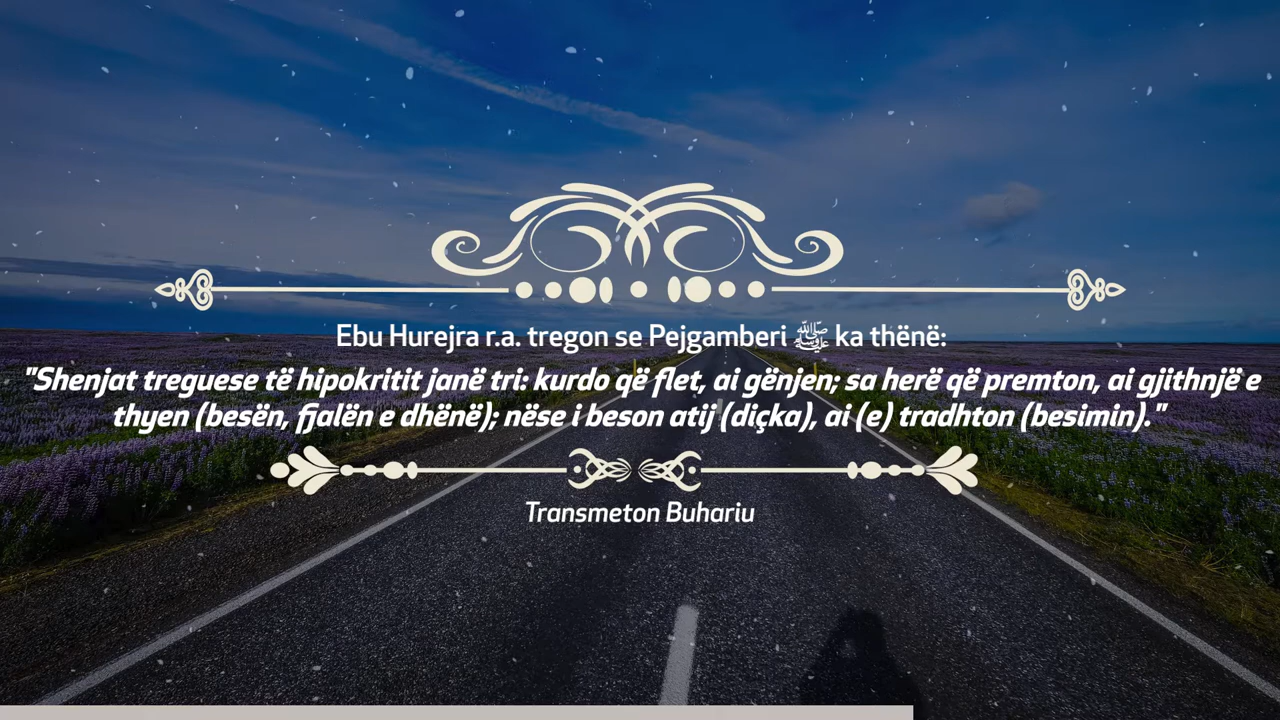 Ebu Hurejra r.a. tregon se Pejgamberi ﷺ ka thënë:
"Shenjat treguese të hipokritit janë tri: kurdo që flet, ai gënjen; sa herë që premton, ai gjithnjë e
thyen (besën, fjalën e dhënë); nëse i beson atij (diçka), ai (e) tradhton (besimin)."
Transmeton Buhariu